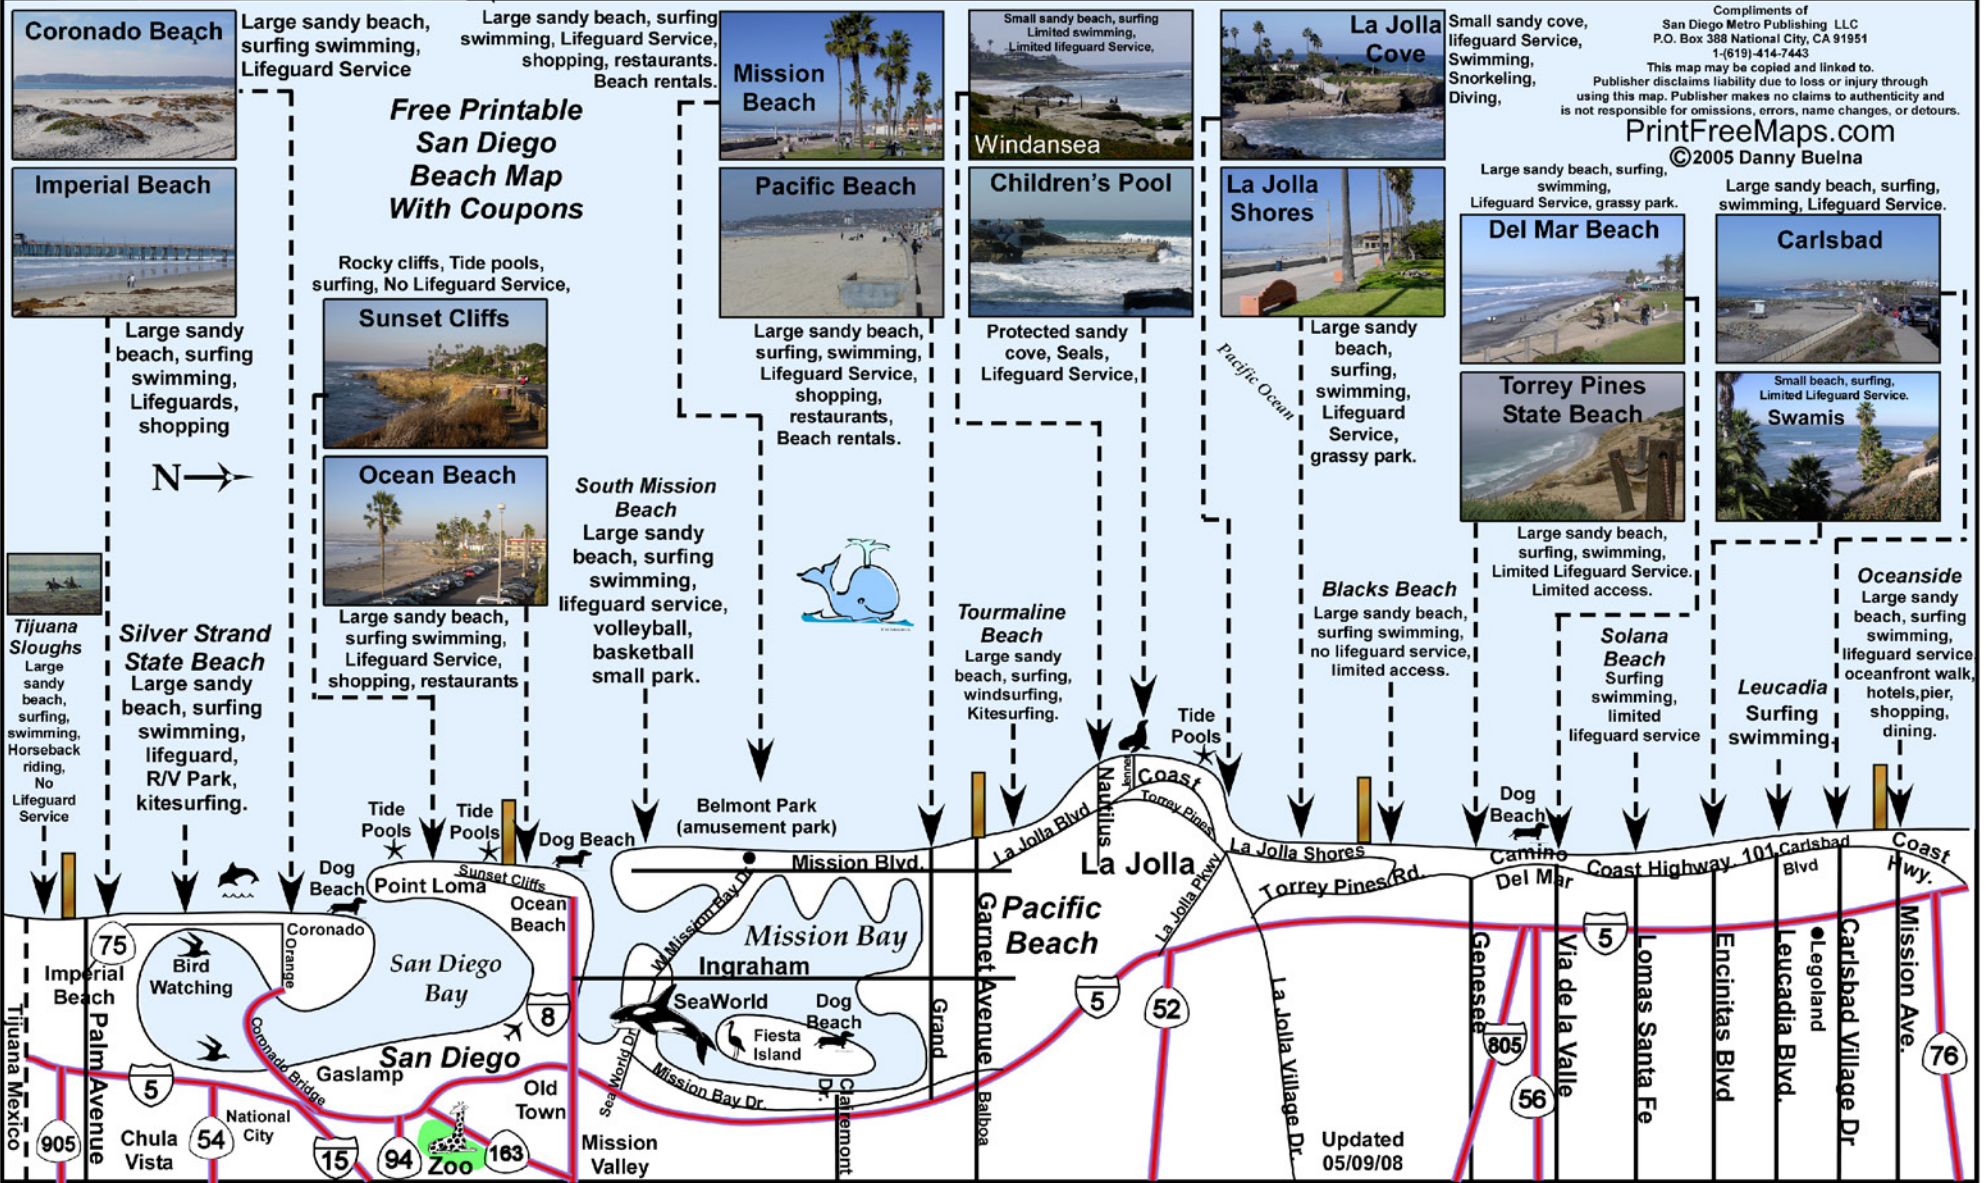 Coronado Beach
Large sandy beach,
surfing swimming,
Lifeguard Service
Imperial Beach
Large sandy
beach, surfing
swimming,
Lifeguards,
shopping
N
Free Printable
San Diego
Beach Map
With Coupons
Rocky cliffs, Tide pools,
surfing, No Lifeguard Service,
Sunset Cliffs
Ocean Beach
Large sandy beach,
surfing swimming,
Lifeguard Service,
shopping, restaurants
Large sandy beach, surfing
swimming, Lifeguard Service,
shopping, restaurants.
Beach rentals.
Mission
Beach
Pacific Beach
Large sandy beach,
surfing, swimming,
Lifeguard Service,
shopping,
restaurants,
Beach rentals.
Small sandy beach, surfing
Limited swimming,
Limited lifeguard Service,
Windansea
Children's Pool
Protected sandy
cove, Seals,
Lifeguard Service,
La Jolla
Cove
Small sandy cove,
lifeguard Service,
Swimming,
Snorkeling,
Diving,
La Jolla
Shores
Large sandy
beach,
surfing,
swimming,
Lifeguard
Service,
grassy park.
Pacific Ocean
Compliments of
San Diego Metro Publishing LLC
P.O. Box 388 National City, CA 91951
1-(619)-414-7443
This map may be copied and linked to.
Publisher disclaims liability due to loss or injury through
using this map. Publisher makes no claims to authenticity and
is not responsible for omissions, errors, name changes, or detours.
PrintFreeMaps.com
©2005 Danny Buelna
Large sandy beach, surfing,
swimming,
Lifeguard Service, grassy park.
Del Mar Beach
Torrey Pines
State Beach
Large sandy beach,
surfing, swimming,
Limited Lifeguard Service.
Limited access.
Large sandy beach, surfing,
swimming, Lifeguard Service.
Carlsbad
Small beach, surfing,
Limited Lifeguard Service.
Swamis
Tijuana
Sloughs
Large
sandy
beach,
surfing,
swimming,
Horseback
riding,
No
Lifeguard
Service
Silver Strand
State Beach
Large sandy
beach, surfing
swimming,
lifeguard,
R/V Park,
kitesurfing.
South Mission
Beach
Large sandy
beach, surfing
swimming,
lifeguard service,
volleyball,
basketball
small park.
Tourmaline
Beach
Large sandy
beach, surfing,
windsurfing,
Kitesurfing.
Blacks Beach
Large sandy beach,
surfing swimming,
no lifeguard service,
limited access.
Solana
Beach
Surfing
swimming,
limited
lifeguard service
Leucadia
Surfing
swimming.
Oceanside
Large sandy
beach, surfing
swimming,
lifeguard service
oceanfront walk,
hotels,pier,
shopping,
dining.
Dog
Beach
Tide
Pools
Tide
Pools
Dog Beach
Belmont Park
(amusement park)
Tide
Pools
Dog
Beach
Point Loma
Sunset Cliffs
Ocean
Beach
Mission Blvd.
La Jolla Blvd
Nautilus
Jenner
Coast
Torrey Pines
La Jolla
La Jolla Pkwy
La Jolla Shores
Torrey Pines Rd.
Camino
Del Mar
Coast Highway 101
Carlsbad
Blvd
Coast
Hwy.
75
Imperial
Beach
Bird
Watching
Coronado
Orange
San Diego
Bay
W Mission Bay Dr.
Mission Bay
Ingraham
SeaWorld
Dog
Beach
Fiesta
Island
Pacific
Beach
Grand
Garnet Avenue
Balboa
Tijuana Mexico
Palm Avenue
5
905
Chula
Vista
54
National
City
Coronado Bridge
Gaslamp
San Diego
15
94
Zoo
163
Old
Town
8
Mission
Valley
Sea World Dr.
Mission Bay Dr.
Clairemont
Dr.
5
52
La Jolla Village Dr.
Updated
05/09/08
Genesee
805
56
Via de la Valle
5
Lomas Santa Fe
Encinitas Blvd
Leucadia Blvd.
Legoland
Carlsbad Village Dr
Mission Ave.
76